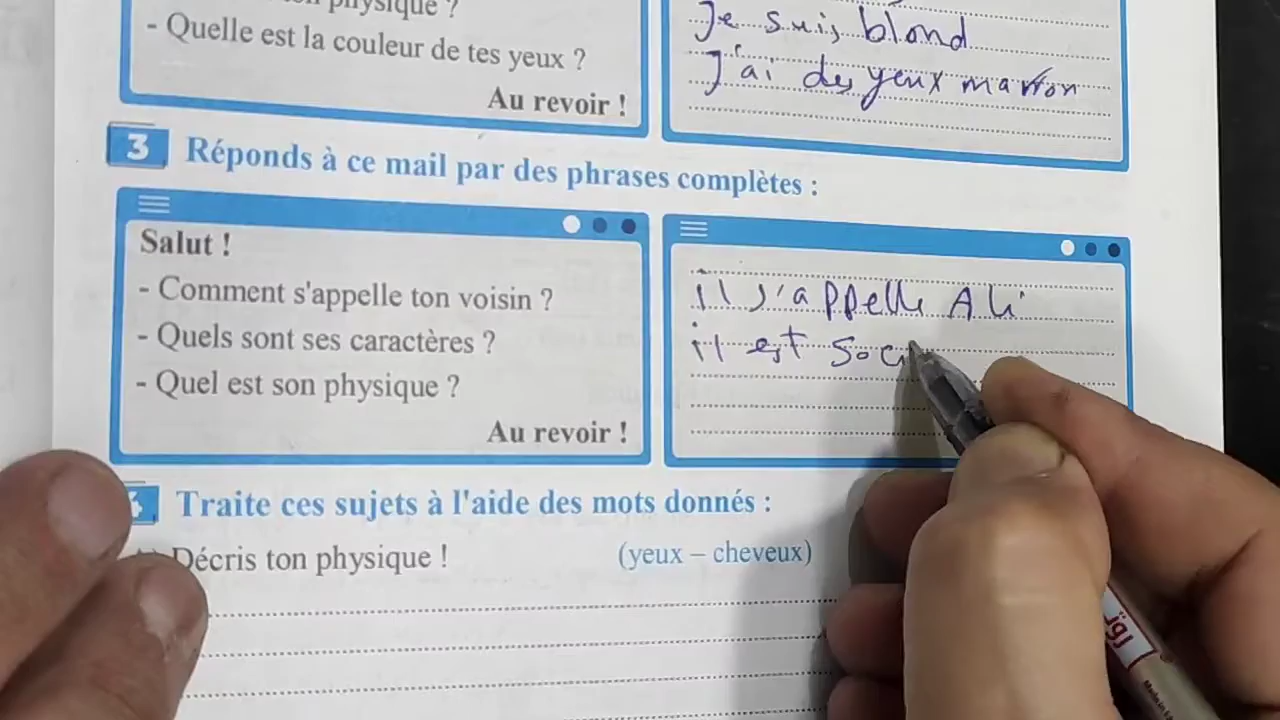 physique ?
- Quelle est la couleur de tes yeux ?
Au revoir !
Je suis blond
J'ai des yeux marron
3 Réponds à ce mail par des phrases complètes :
Salut !
- Comment s'appelle ton voisin ?
- Quels sont ses caractères ?
- Quel est son physique ?
Au revoir !
il s'appelle Ali
il est soci
Traite ces sujets à l'aide des mots donnés :
Décris ton physique ! (yeux – cheveux)